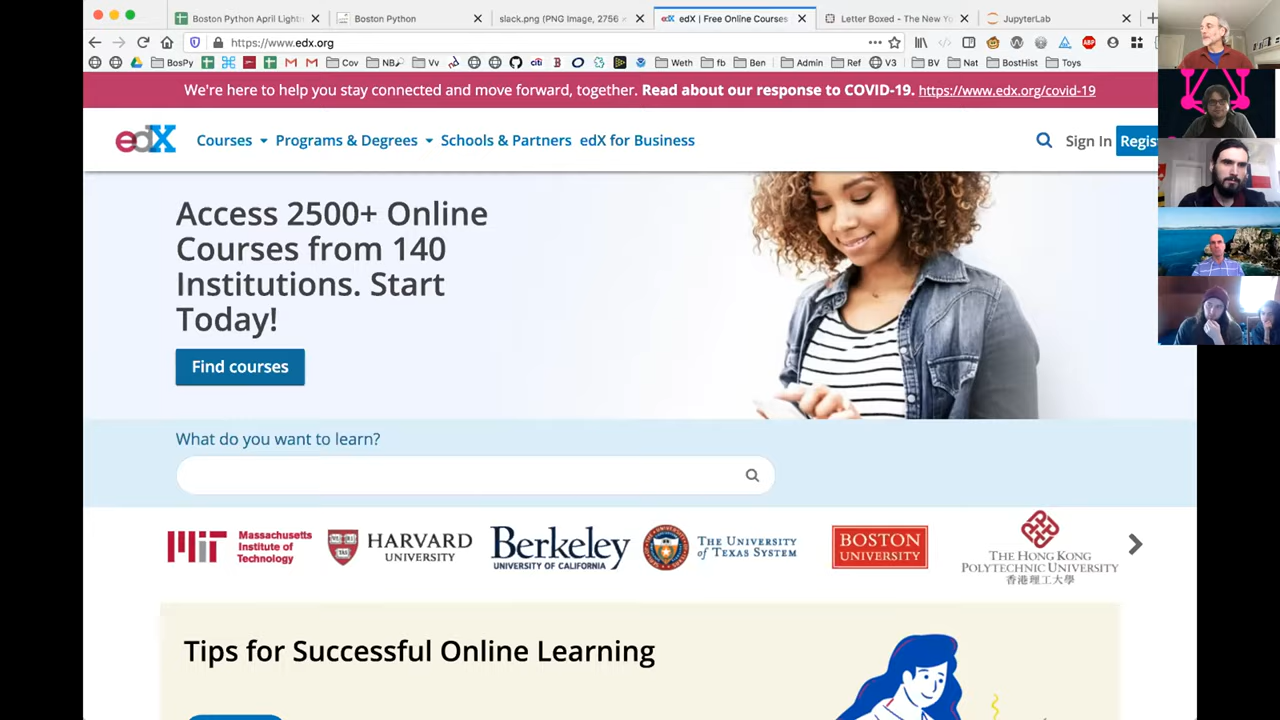 Boston Python April Lightn
Boston Python
slack.png (PNG Image, 2756
edX | Free Online Courses
Letter Boxed - The New Yo
JupyterLab
https://www.edx.org
BosPy
Cov
NB
Vv
Weth
fb
Ben
Admin
Ref
V3
BV
Nat
BostHist
Toys
We're here to help you stay connected and move forward, together. Read about our response to COVID-19. https://www.edx.org/covid-19
edX Courses Programs & Degrees Schools & Partners edX for Business Sign In Regis
Access 2500+ Online
Courses from 140
Institutions. Start
Today!
Find courses
What do you want to learn?
MIT Massachusetts
Institute of
Technology
HARVARD
UNIVERSITY
Berkeley
UNIVERSITY OF CALIFORNIA
THE UNIVERSITY
of TEXAS SYSTEM
BOSTON
UNIVERSITY
THE HONG KONG
POLYTECHNIC UNIVERSITY
香港理工大學
Tips for Successful Online Learning